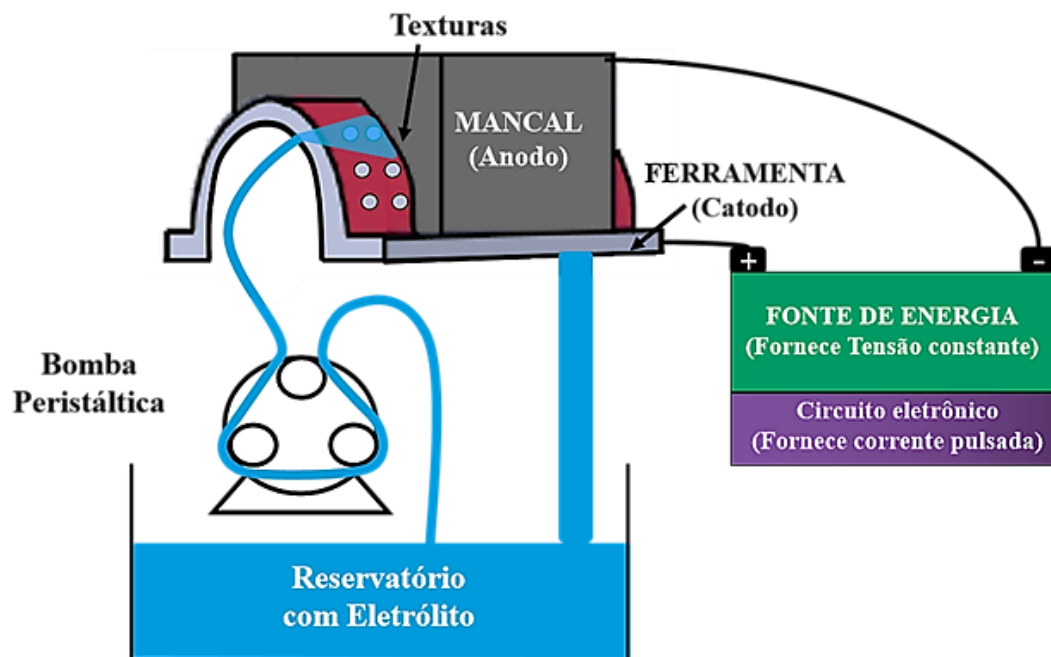 Texturas
MANCAL
(Anodo)
FERRAMENTA
(Catodo)
+
-
FONTE DE ENERGIA
(Fornece Tensão constante)
Circuito eletrônico
(Fornece corrente pulsada)
Bomba
Peristáltica
Reservatório
com Eletrólito